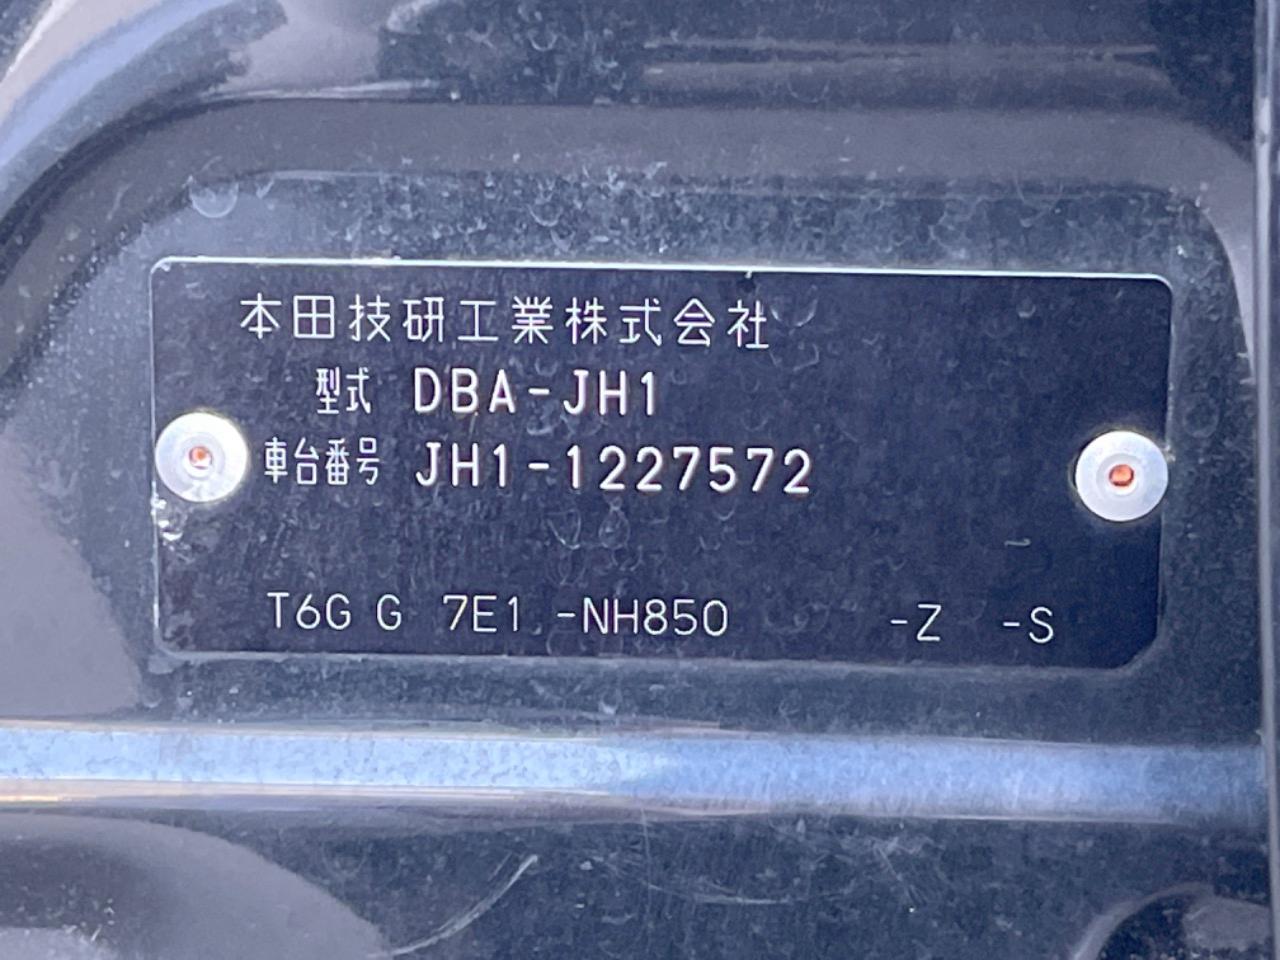 本田技研工業株式会社
型式 DBA-JH1
車台番号 JH1-1227572
T6G G 7E1 -NH850 -Z -S